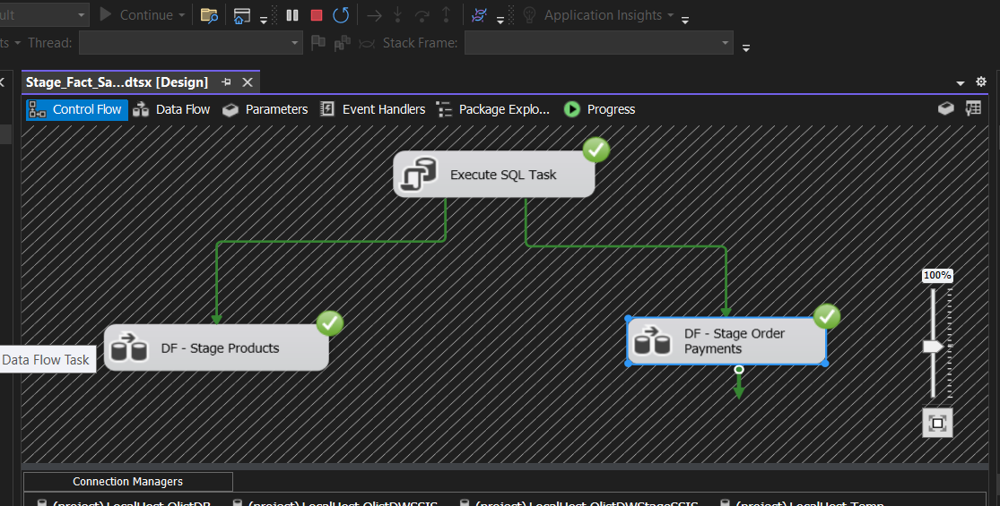 ult
Continue
Application Insights
ts
Thread:
Stack Frame:
Stage_Fact_Sa...dtsx [Design]
Control Flow
Data Flow
Parameters
Event Handlers
Package Explo...
Progress
Execute SQL Task
100%
DF - Stage Products
DF - Stage Order
Payments
Data Flow Task
Connection Managers
(project) LocalHost.OlistDB
(project) LocalHost.OlistDWSSIS
(project) LocalHost.OlistDWStageSSIS
(project) LocalHost.Temp